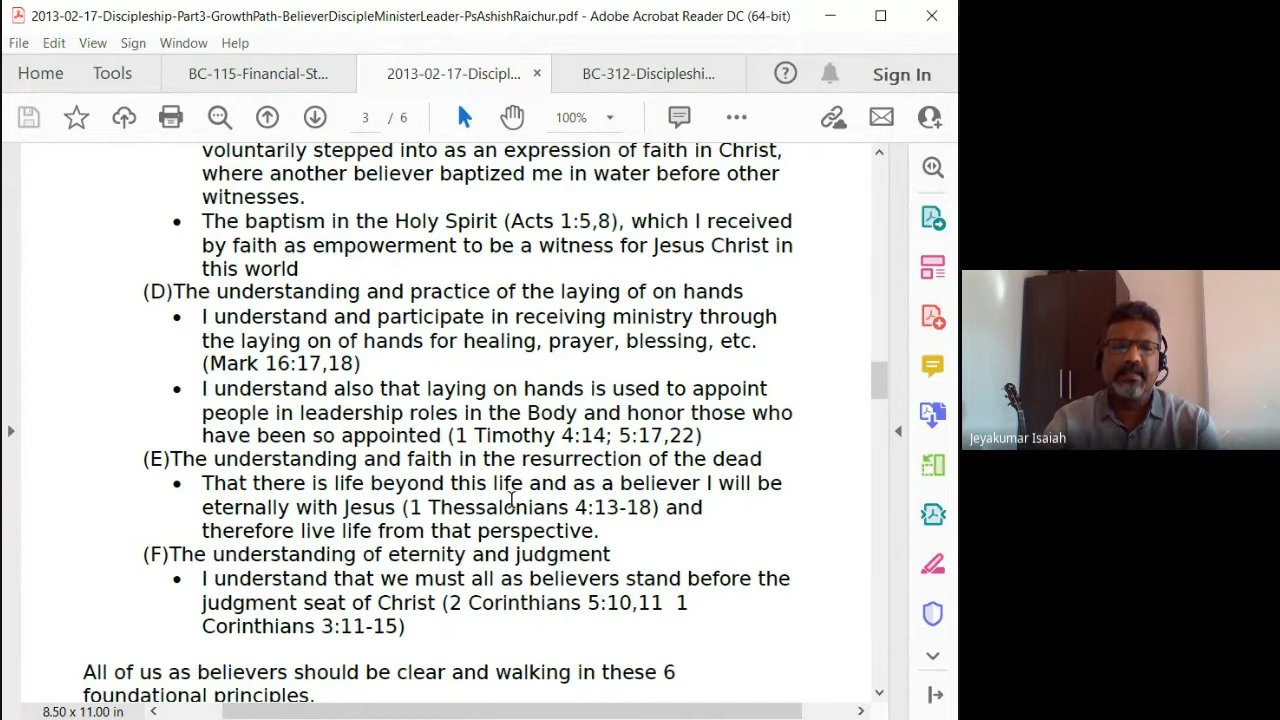 2013-02-17-Discipleship-Part3-GrowthPath-BelieverDiscipleMinisterLeader-PsAshishRaichur.pdf - Adobe Acrobat Reader DC (64-bit)
File Edit View Sign Window Help
Home Tools BC-115-Financial-St... 2013-02-17-Discipl... × BC-312-Discipleshi... ? Sign In
3 / 6 100%
voluntarily stepped into as an expression of faith in Christ,
where another believer baptized me in water before other
witnesses.
• The baptism in the Holy Spirit (Acts 1:5,8), which I received
by faith as empowerment to be a witness for Jesus Christ in
this world
(D)The understanding and practice of the laying of on hands
• I understand and participate in receiving ministry through
the laying on of hands for healing, prayer, blessing, etc.
(Mark 16:17,18)
• I understand also that laying on hands is used to appoint
people in leadership roles in the Body and honor those who
have been so appointed (1 Timothy 4:14; 5:17,22)
(E)The understanding and faith in the resurrection of the dead
• That there is life beyond this life and as a believer I will be
eternally with Jesus (1 Thessalonians 4:13-18) and
therefore live life from that perspective.
(F)The understanding of eternity and judgment
• I understand that we must all as believers stand before the
judgment seat of Christ (2 Corinthians 5:10,11 1
Corinthians 3:11-15)
All of us as believers should be clear and walking in these 6
foundational principles.
8.50 x 11.00 in
Jeyakumar Isaiah